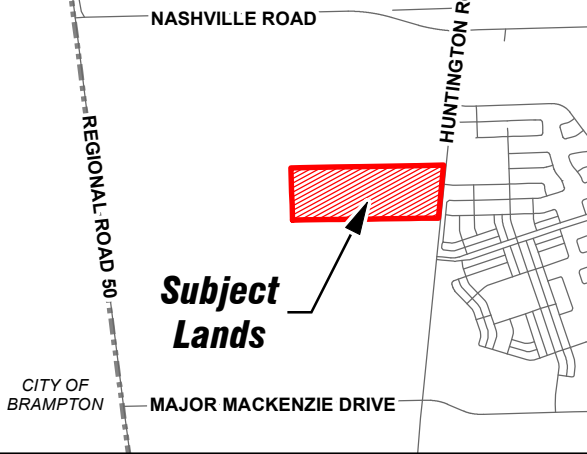 NASHVILLE ROAD
HUNTINGTON R
REGIONAL ROAD 50
Subject
Lands
CITY OF
BRAMPTON
MAJOR MACKENZIE DRIVE